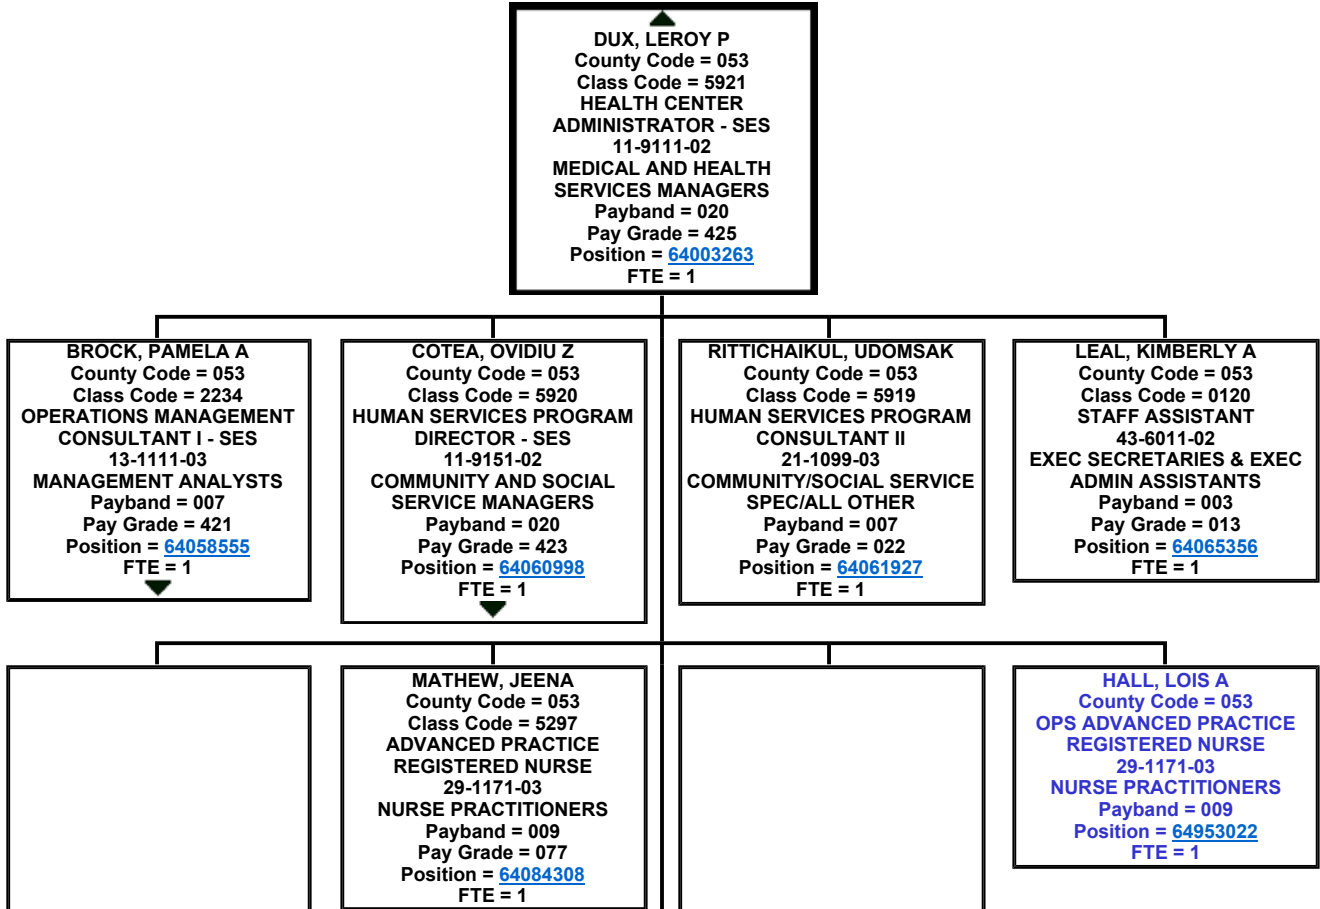 DUX, LEROY P
County Code = 053
Class Code = 5921
HEALTH CENTER
ADMINISTRATOR - SES
11-9111-02
MEDICAL AND HEALTH
SERVICES MANAGERS
Payband = 020
Pay Grade = 425
Position = 64003263
FTE = 1
BROCK, PAMELA A
County Code = 053
Class Code = 2234
OPERATIONS MANAGEMENT
CONSULTANT I - SES
13-1111-03
MANAGEMENT ANALYSTS
Payband = 007
Pay Grade = 421
Position = 64058555
FTE = 1
COTEA, OVIDIU Z
County Code = 053
Class Code = 5920
HUMAN SERVICES PROGRAM
DIRECTOR - SES
11-9151-02
COMMUNITY AND SOCIAL
SERVICE MANAGERS
Payband = 020
Pay Grade = 423
Position = 64060998
FTE = 1
RITTICHAIKUL, UDOMSAK
County Code = 053
Class Code = 5919
HUMAN SERVICES PROGRAM
CONSULTANT II
21-1099-03
COMMUNITY/SOCIAL SERVICE
SPEC/ALL OTHER
Payband = 007
Pay Grade = 022
Position = 64061927
FTE = 1
LEAL, KIMBERLY A
County Code = 053
Class Code = 0120
STAFF ASSISTANT
43-6011-02
EXEC SECRETARIES & EXEC
ADMIN ASSISTANTS
Payband = 003
Pay Grade = 013
Position = 64065356
FTE = 1
MATHEW, JEENA
County Code = 053
Class Code = 5297
ADVANCED PRACTICE
REGISTERED NURSE
29-1171-03
NURSE PRACTITIONERS
Payband = 009
Pay Grade = 077
Position = 64084308
FTE = 1
HALL, LOIS A
County Code = 053
OPS ADVANCED PRACTICE
REGISTERED NURSE
29-1171-03
NURSE PRACTITIONERS
Payband = 009
Position = 64953022
FTE = 1